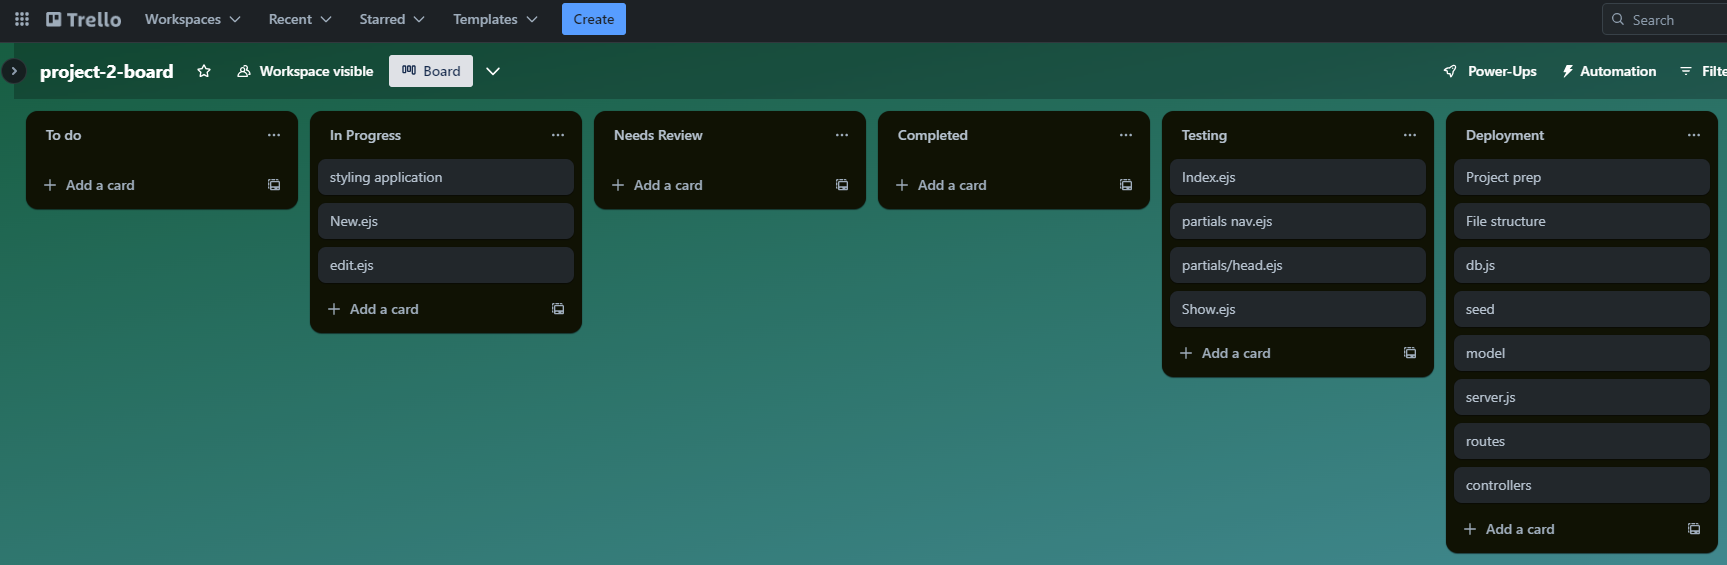 Trello Workspaces Recent Starred Templates Create Search
project-2-board Workspace visible Board Power-Ups Automation
To do
Add a card
In Progress
styling application
New.ejs
edit.ejs
Add a card
Needs Review
Add a card
Completed
Add a card
Testing
Index.ejs
partials nav.ejs
partials/head.ejs
Show.ejs
Add a card
Deployment
Project prep
File structure
db.js
seed
model
server.js
routes
controllers
Add a card